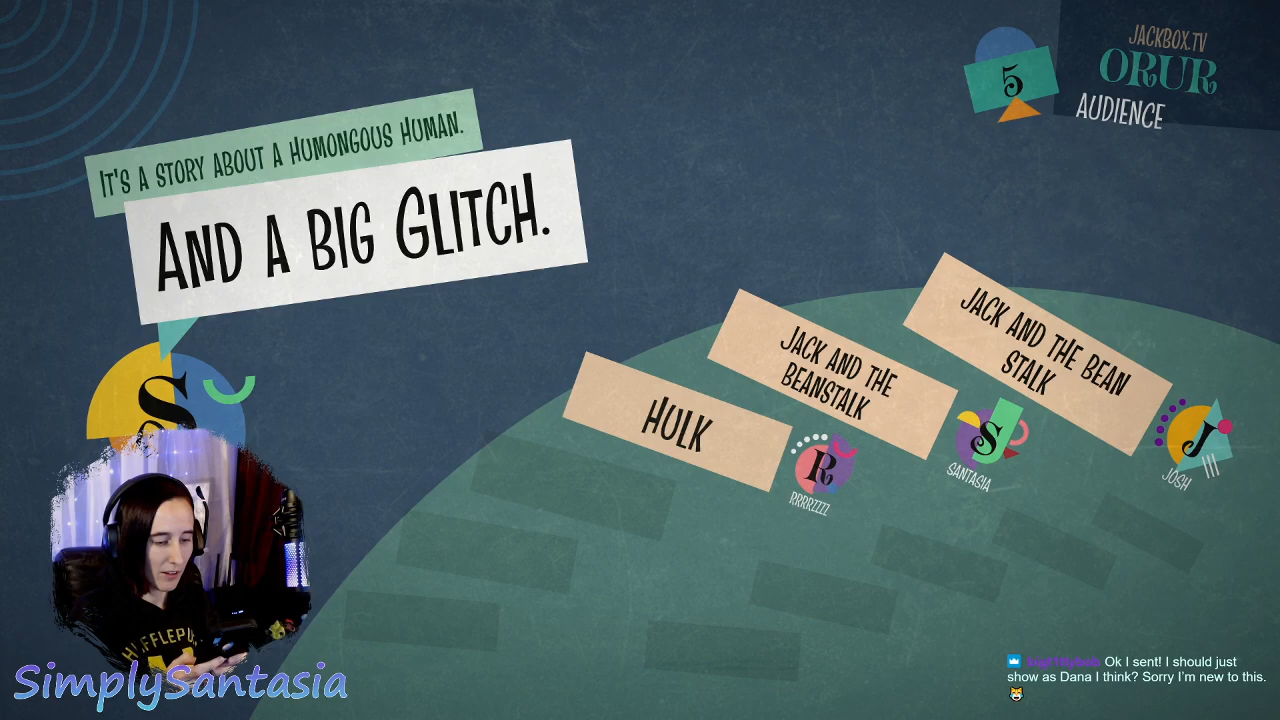 JACKBOX.TV
ORUR
5
AUDIENCE
IT'S A STORY ABOUT A HUMONGOUS HUMAN.
AND A BIG GLITCH.
S
JACK AND THE BEAN
STALK
JACK AND THE
BEANSTALK
HULK
J
JOSH
S
SANTASIA
R
RRRRZZZZ
SimplySantasia
Ok I sent! I should just
show as Dana I think? Sorry I'm new to this.